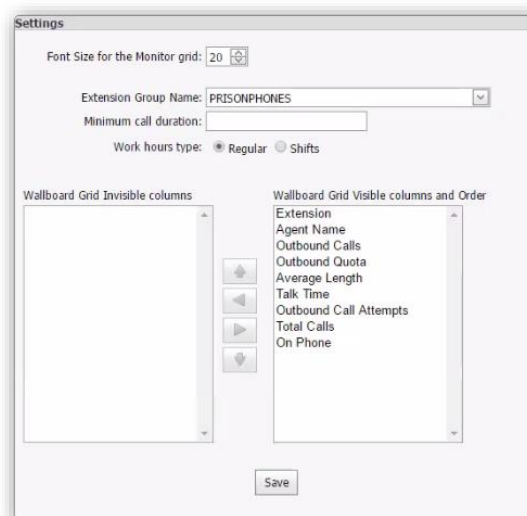 Settings
Font Size for the Monitor grid: 20
Extension Group Name: PRISONPHONES
Minimum call duration:
Work hours type: Regular Shifts
Wallboard Grid Invisible columns
Wallboard Grid Visible columns and Order
Extension
Agent Name
Outbound Calls
Outbound Quota
Average Length
Talk Time
Outbound Call Attempts
Total Calls
On Phone
Save